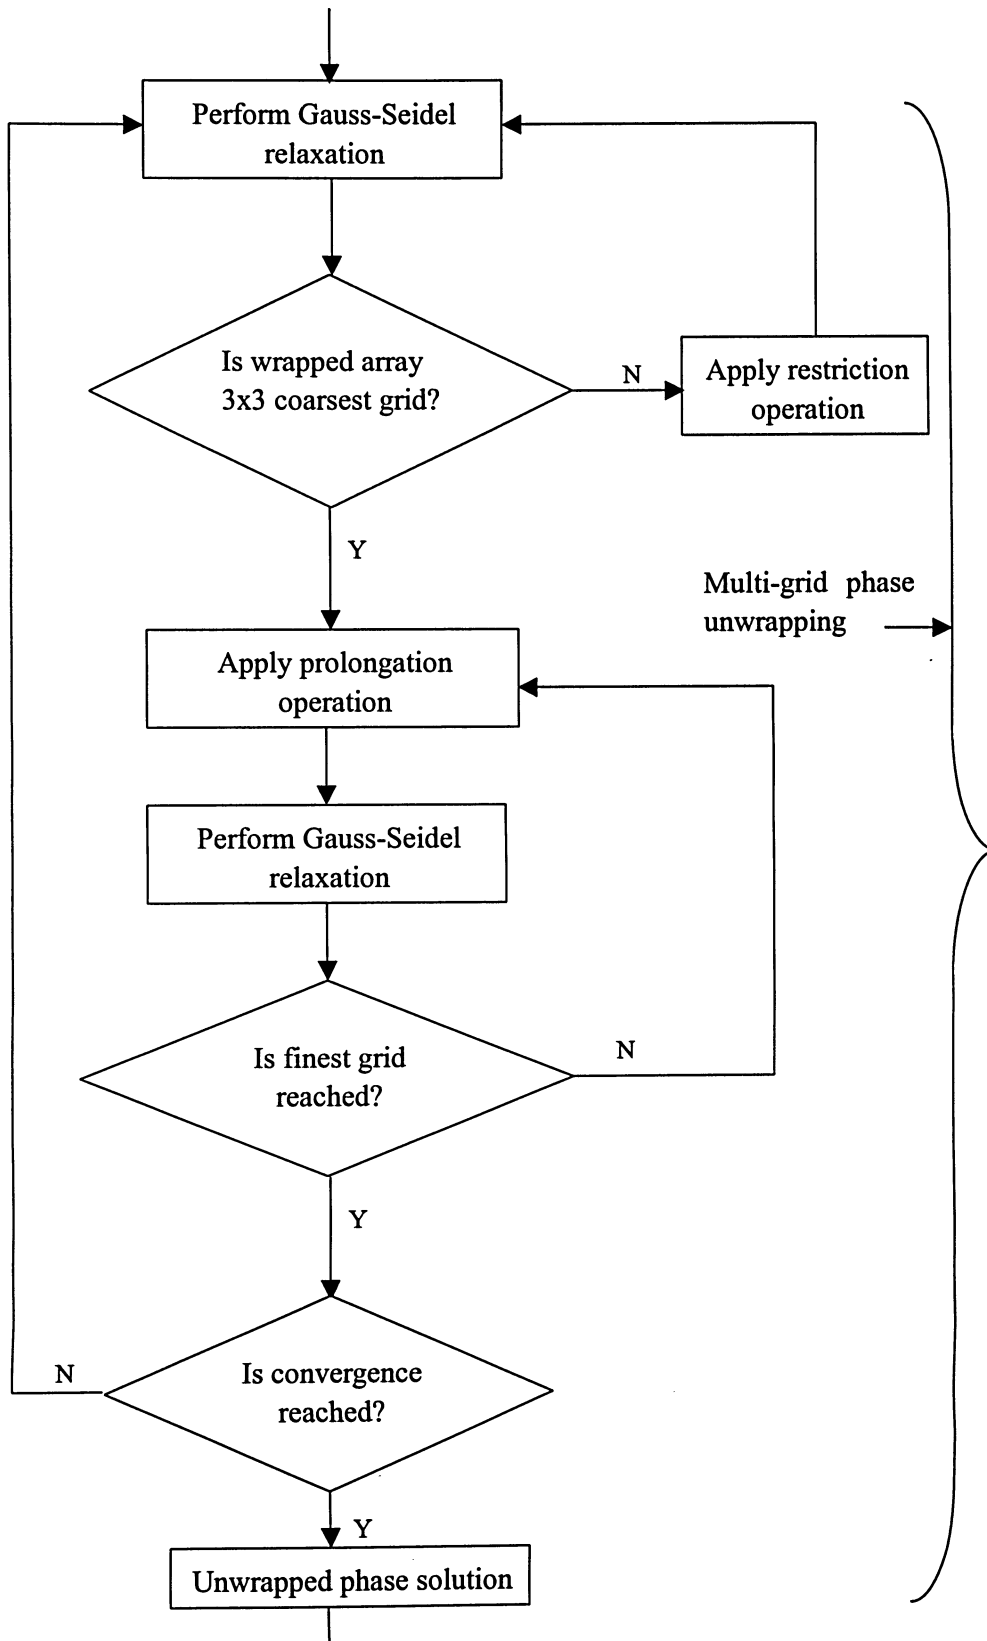 Perform Gauss-Seidel
relaxation
Is wrapped array
3x3 coarsest grid?
N
Apply restriction
operation
Y
Multi-grid phase
unwrapping
Apply prolongation
operation
Perform Gauss-Seidel
relaxation
Is finest grid
reached?
N
Y
Is convergence
reached?
N
Y
Unwrapped phase solution